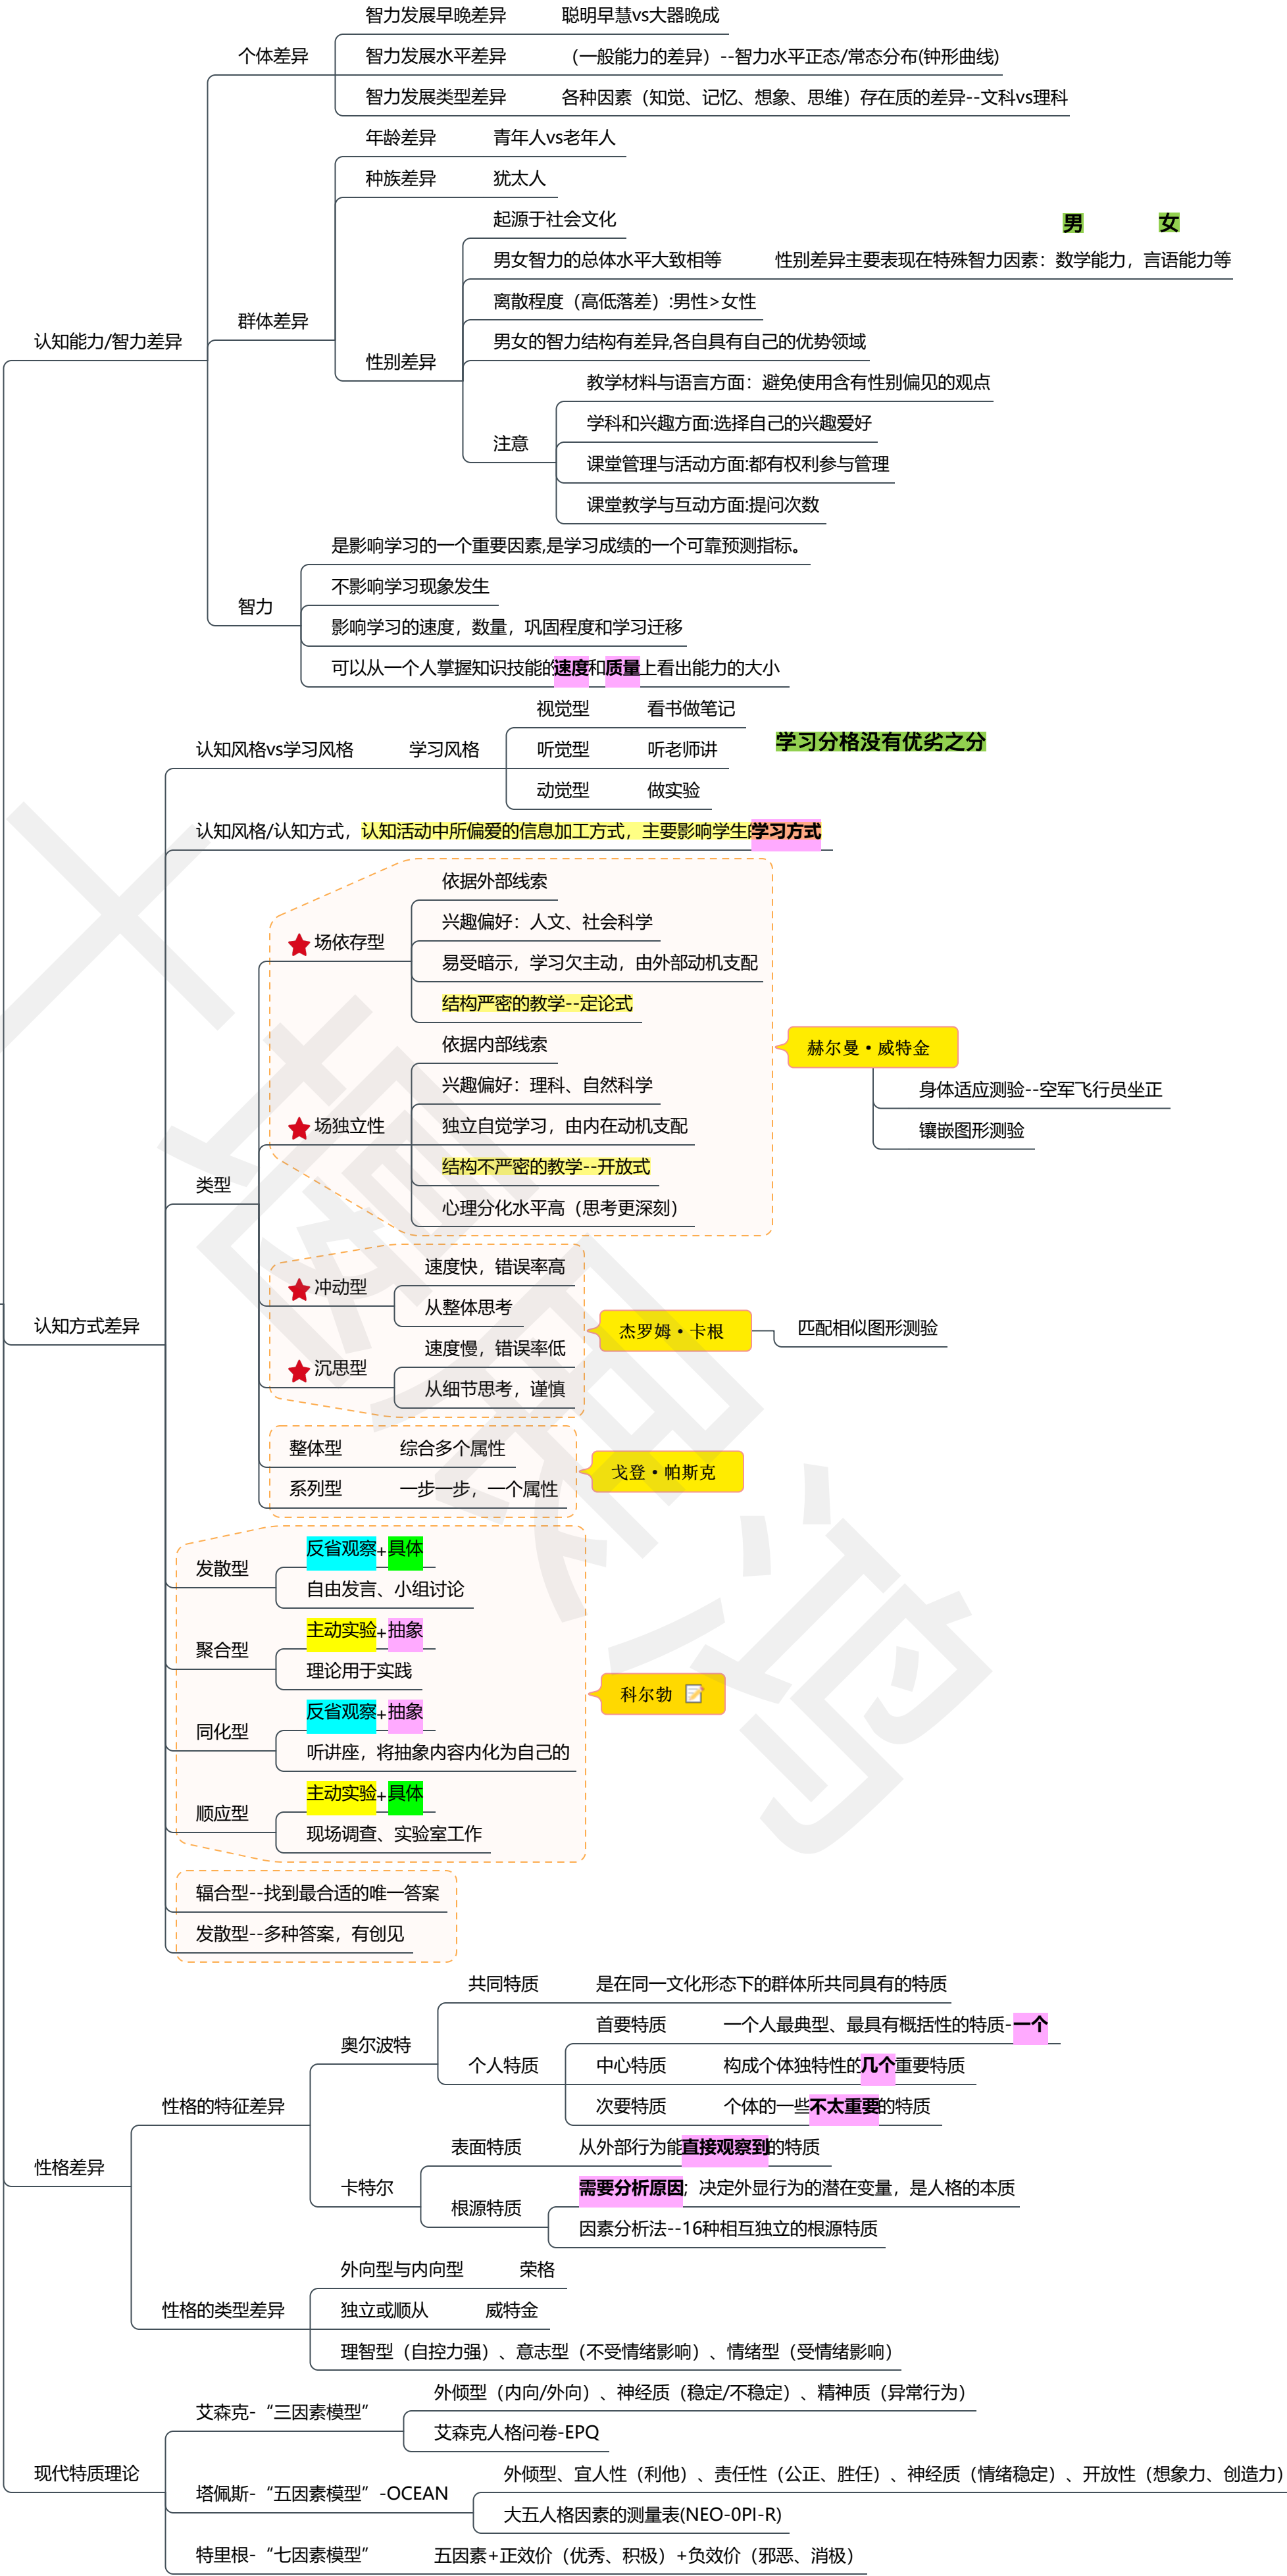 智力发展早晚差异 聪明早慧vs大器晚成
个体差异
智力发展水平差异 （一般能力的差异）--智力水平正态/常态分布(钟形曲线)
智力发展类型差异 各种因素（知觉、记忆、想象、思维）存在质的差异--文科vs理科
年龄差异 青年人vs老年人
种族差异 犹太人
起源于社会文化
男 女
男女智力的总体水平大致相等 性别差异主要表现在特殊智力因素：数学能力，言语能力等
离散程度（高低落差）:男性>女性
群体差异
认知能力/智力差异
男女的智力结构有差异,各自具有自己的优势领域
性别差异
教学材料与语言方面：避免使用含有性别偏见的观点
学科和兴趣方面:选择自己的兴趣爱好
注意
课堂管理与活动方面:都有权利参与管理
课堂教学与互动方面:提问次数
是影响学习的一个重要因素,是学习成绩的一个可靠预测指标。
不影响学习现象发生
智力
影响学习的速度，数量，巩固程度和学习迁移
可以从一个人掌握知识技能的速度和质量上看出能力的大小
视觉型 看书做笔记
认知风格vs学习风格 学习风格
听觉型 听老师讲
学习分格没有优劣之分
动觉型 做实验
认知风格/认知方式，认知活动中所偏爱的信息加工方式，主要影响学生的学习方式
依据外部线索
兴趣偏好：人文、社会科学
场依存型
易受暗示，学习欠主动，由外部动机支配
结构严密的教学--定论式
依据内部线索
赫尔曼·威特金
兴趣偏好：理科、自然科学
身体适应测验--空军飞行员坐正
场独立性
独立自觉学习，由内在动机支配
镶嵌图形测验
结构不严密的教学--开放式
类型
心理分化水平高（思考更深刻）
速度快，错误率高
冲动型
从整体思考
认知方式差异
杰罗姆·卡根 匹配相似图形测验
速度慢，错误率低
沉思型
从细节思考，谨慎
整体型 综合多个属性
戈登·帕斯克
系列型 一步一步，一个属性
反省观察+具体
发散型
自由发言、小组讨论
主动实验+抽象
聚合型
理论用于实践
科尔勃
反省观察+抽象
同化型
听讲座，将抽象内容内化为自己的
主动实验+具体
顺应型
现场调查、实验室工作
辐合型--找到最合适的唯一答案
发散型--多种答案，有创见
共同特质 是在同一文化形态下的群体所共同具有的特质
首要特质 一个人最典型、最具有概括性的特质-一个
奥尔波特
个人特质
中心特质 构成个体独特性的几个重要特质
次要特质 个体的一些不太重要的特质
性格的特征差异
表面特质 从外部行为能直接观察到的特质
性格差异
卡特尔
需要分析原因；决定外显行为的潜在变量，是人格的本质
根源特质
因素分析法--16种相互独立的根源特质
外向型与内向型 荣格
性格的类型差异
独立或顺从 威特金
理智型（自控力强）、意志型（不受情绪影响）、情绪型（受情绪影响）
外倾型（内向/外向）、神经质（稳定/不稳定）、精神质（异常行为）
艾森克-“三因素模型”
艾森克人格问卷-EPQ
现代特质理论
外倾型、宜人性（利他）、责任性（公正、胜任）、神经质（情绪稳定）、开放性（想象力、创造力）
塔佩斯-“五因素模型”-OCEAN
大五人格因素的测量表(NEO-0PI-R)
特里根-“七因素模型” 五因素+正效价（优秀、积极）+负效价（邪恶、消极）